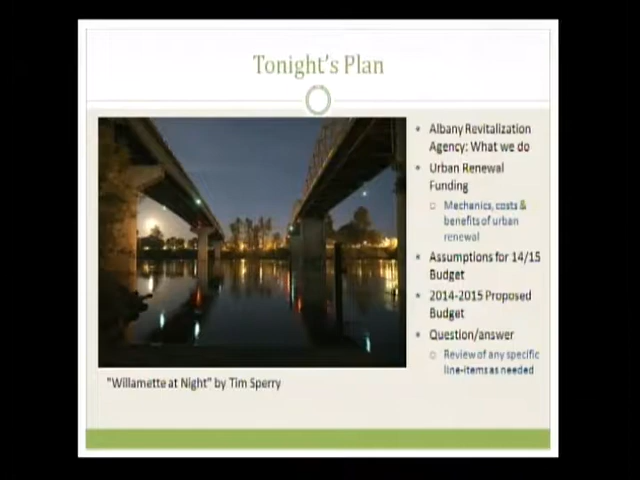 Tonight's Plan
Albany Revitalization
Agency: What we do
Urban Renewal
Funding
Mechanics, costs &
benefits of urban
renewal
Assumptions for 14/15
Budget
2014-2015 Proposed
Budget
Question/answer
Review of any specific
line-items as needed
"Willamette at Night" by Tim Sperry